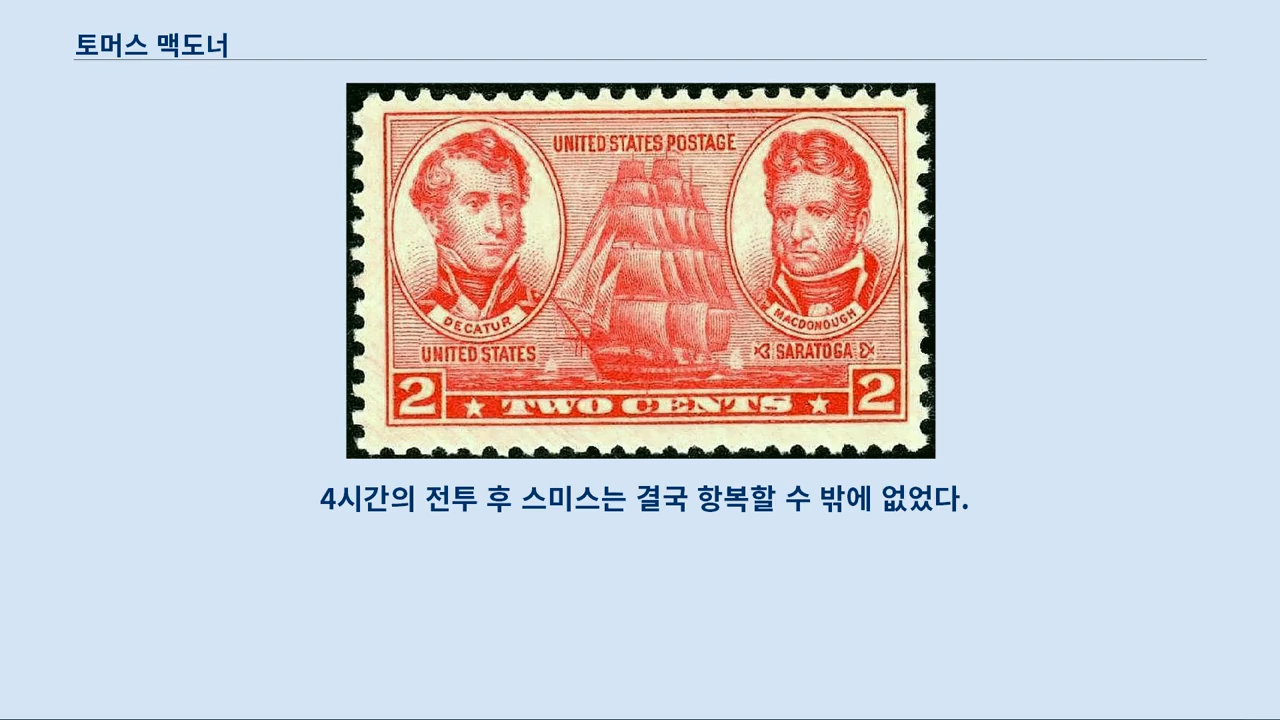 토머스 맥도너
UNITED STATES POSTAGE
DECATUR
MACDONOUGH
UNITED STATES
SARATOGA
2 TWO CENTS 2
4시간의 전투 후 스미스는 결국 항복할 수 밖에 없었다.